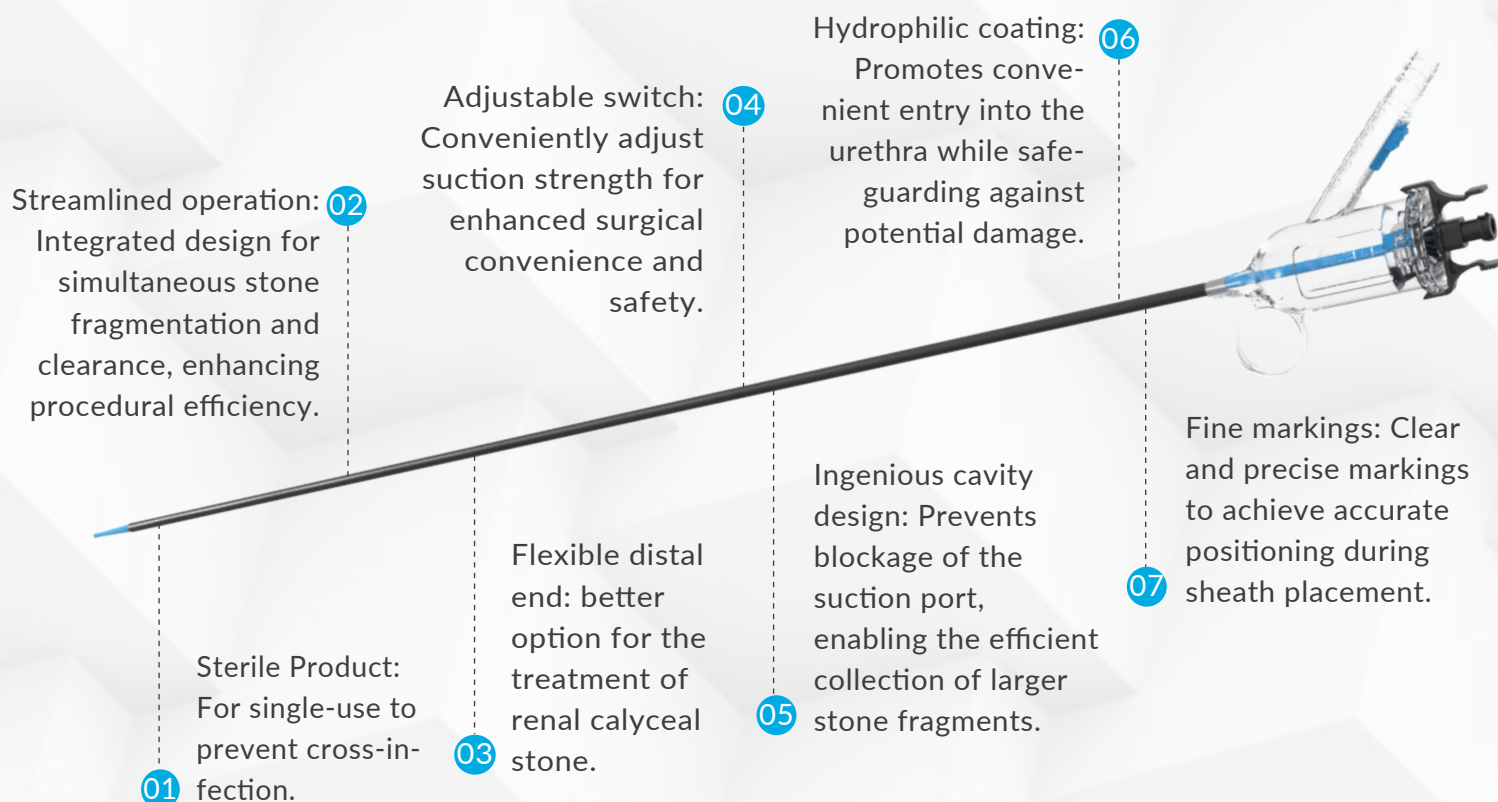 01
Sterile Product:
For single-use to
prevent cross-in-
fection.
02
Streamlined operation:
Integrated design for
simultaneous stone
fragmentation and
clearance, enhancing
procedural efficiency.
03
Flexible distal
end: better
option for the
treatment of
renal calyceal
stone.
04
Adjustable switch:
Conveniently adjust
suction strength for
enhanced surgical
convenience and
safety.
05
Ingenious cavity
design: Prevents
blockage of the
suction port,
enabling the efficient
collection of larger
stone fragments.
06
Hydrophilic coating:
Promotes conve-
nient entry into the
urethra while safe-
guarding against
potential damage.
07
Fine markings: Clear
and precise markings
to achieve accurate
positioning during
sheath placement.